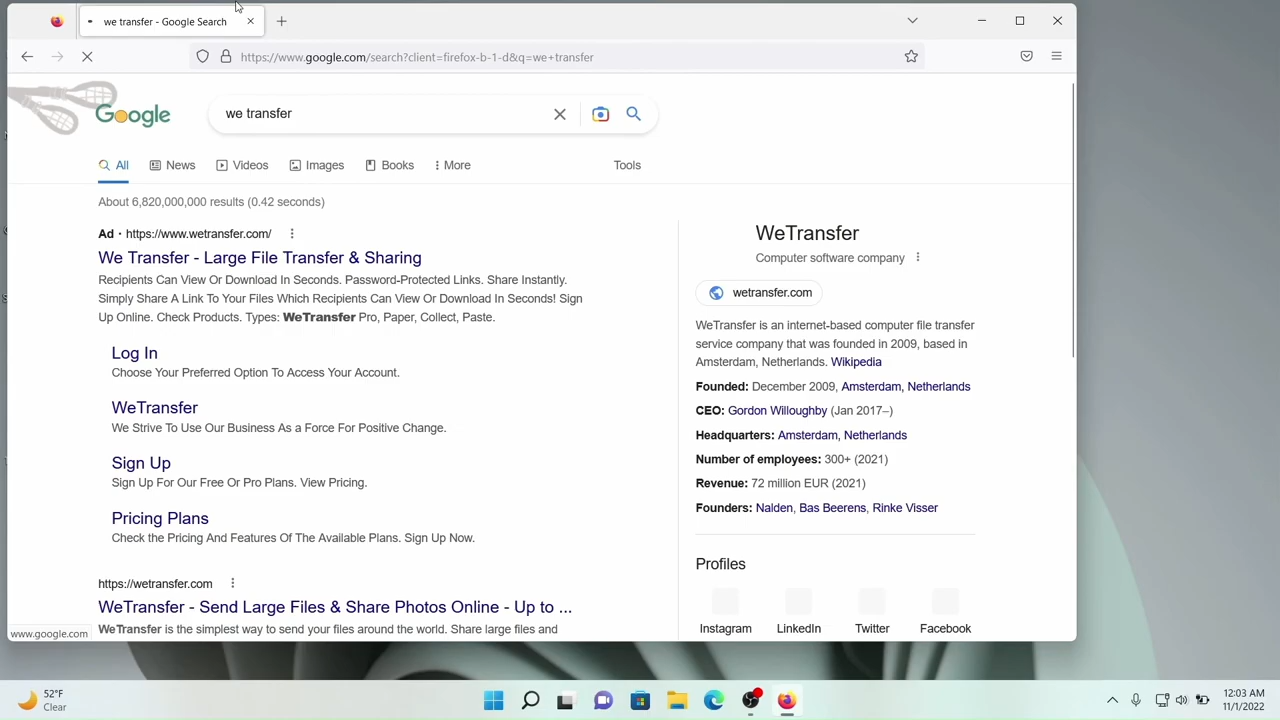 we transfer - Google Search
https://www.google.com/search?client=firefox-b-1-d&q=we+transfer
Google
we transfer
All
News
Videos
Images
Books
More
Tools
About 6,820,000,000 results (0.42 seconds)
Ad · https://www.wetransfer.com/
We Transfer - Large File Transfer & Sharing
Recipients Can View Or Download In Seconds. Password-Protected Links. Share Instantly.
Simply Share A Link To Your Files Which Recipients Can View Or Download In Seconds! Sign
Up Online. Check Products. Types: WeTransfer Pro, Paper, Collect, Paste.
Log In
Choose Your Preferred Option To Access Your Account.
WeTransfer
We Strive To Use Our Business As a Force For Positive Change.
Sign Up
Sign Up For Our Free Or Pro Plans. View Pricing.
Pricing Plans
Check the Pricing And Features Of The Available Plans. Sign Up Now.
https://wetransfer.com
WeTransfer - Send Large Files & Share Photos Online - Up to ...
WeTransfer is the simplest way to send your files around the world. Share large files and
www.google.com
WeTransfer
Computer software company
wetransfer.com
WeTransfer is an internet-based computer file transfer
service company that was founded in 2009, based in
Amsterdam, Netherlands. Wikipedia
Founded: December 2009, Amsterdam, Netherlands
CEO: Gordon Willoughby (Jan 2017–)
Headquarters: Amsterdam, Netherlands
Number of employees: 300+ (2021)
Revenue: 72 million EUR (2021)
Founders: Nalden, Bas Beerens, Rinke Visser
Profiles
Instagram
LinkedIn
Twitter
Facebook
52°F
Clear
12:03 AM
11/1/2022